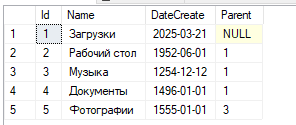 Id Name DateCreate Parent
1 1 Загрузки 2025-03-21 NULL
2 2 Рабочий стол 1952-06-01 1
3 3 Музыка 1254-12-12 1
4 4 Документы 1496-01-01 1
5 5 Фотографии 1555-01-01 3